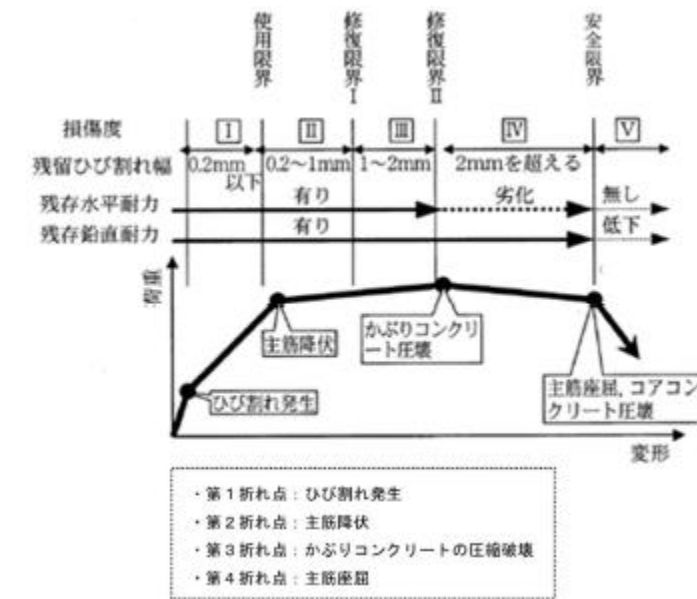 使用限界
修復限界Ⅰ
修復限界Ⅱ
安全限界
損傷度
Ⅰ
Ⅱ
Ⅲ
Ⅳ
Ⅴ
残留ひび割れ幅
0.2mm
以下
0.2〜1mm
1〜2mm
2mmを超える
残存水平耐力
有り
劣化
無し
残存鉛直耐力
有り
低下
荷重
主筋降伏
かぶりコンクリ
ート圧壊
ひび割れ発生
主筋座屈，コアコン
クリート圧壊
変形
・第１折れ点：ひび割れ発生
・第２折れ点：主筋降伏
・第３折れ点：かぶりコンクリートの圧縮破壊
・第４折れ点：主筋座屈